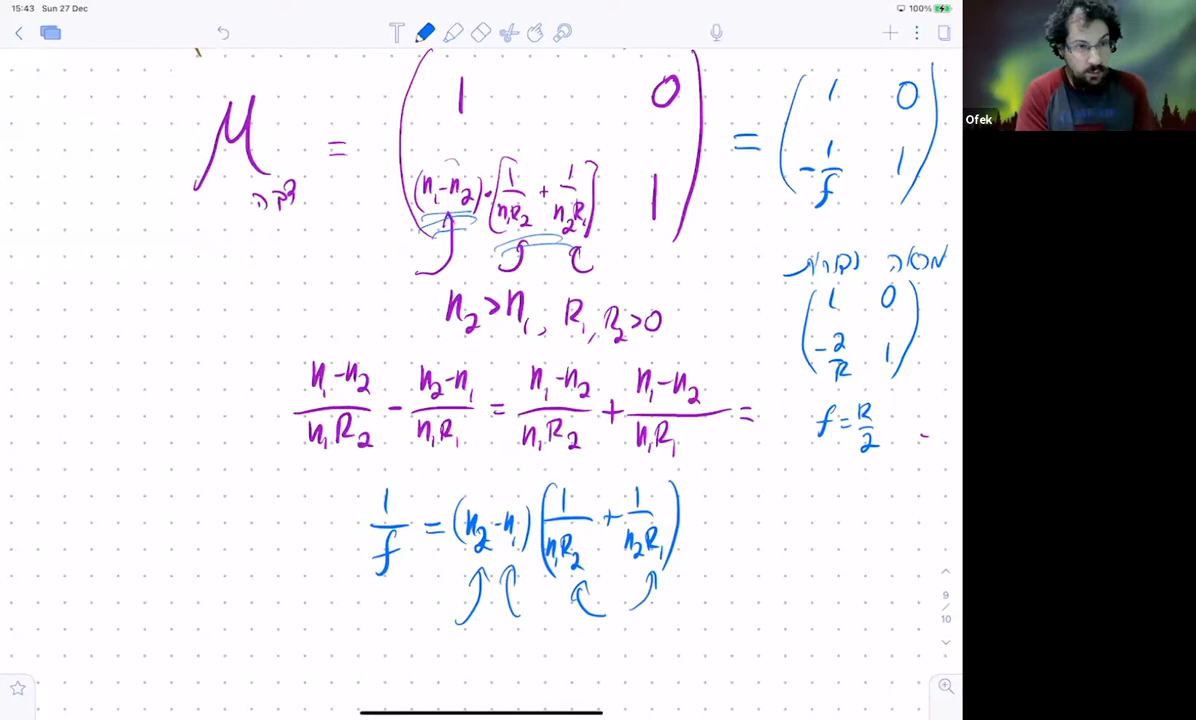 15:43 Sun 27 Dec
100%
T
Ofek
M דקה = ( 1 0 ; (n₁-n₂)·[1/(n₁R₂) + 1/(n₂R₁)] 1 ) = ( 1 0 ; -1/f 1 )
n₂ > n₁, R₁, R₂ > 0
( 1 0 ; -2/R 1 )
(n₁-n₂)/(n₁R₂) - (n₂-n₁)/(n₁R₁) = (n₁-n₂)/(n₁R₂) + (n₁-n₂)/(n₁R₁) =
f = R/2
1/f = (n₂-n₁)(1/(n₁R₂) + 1/(n₂R₁))
9
/
10